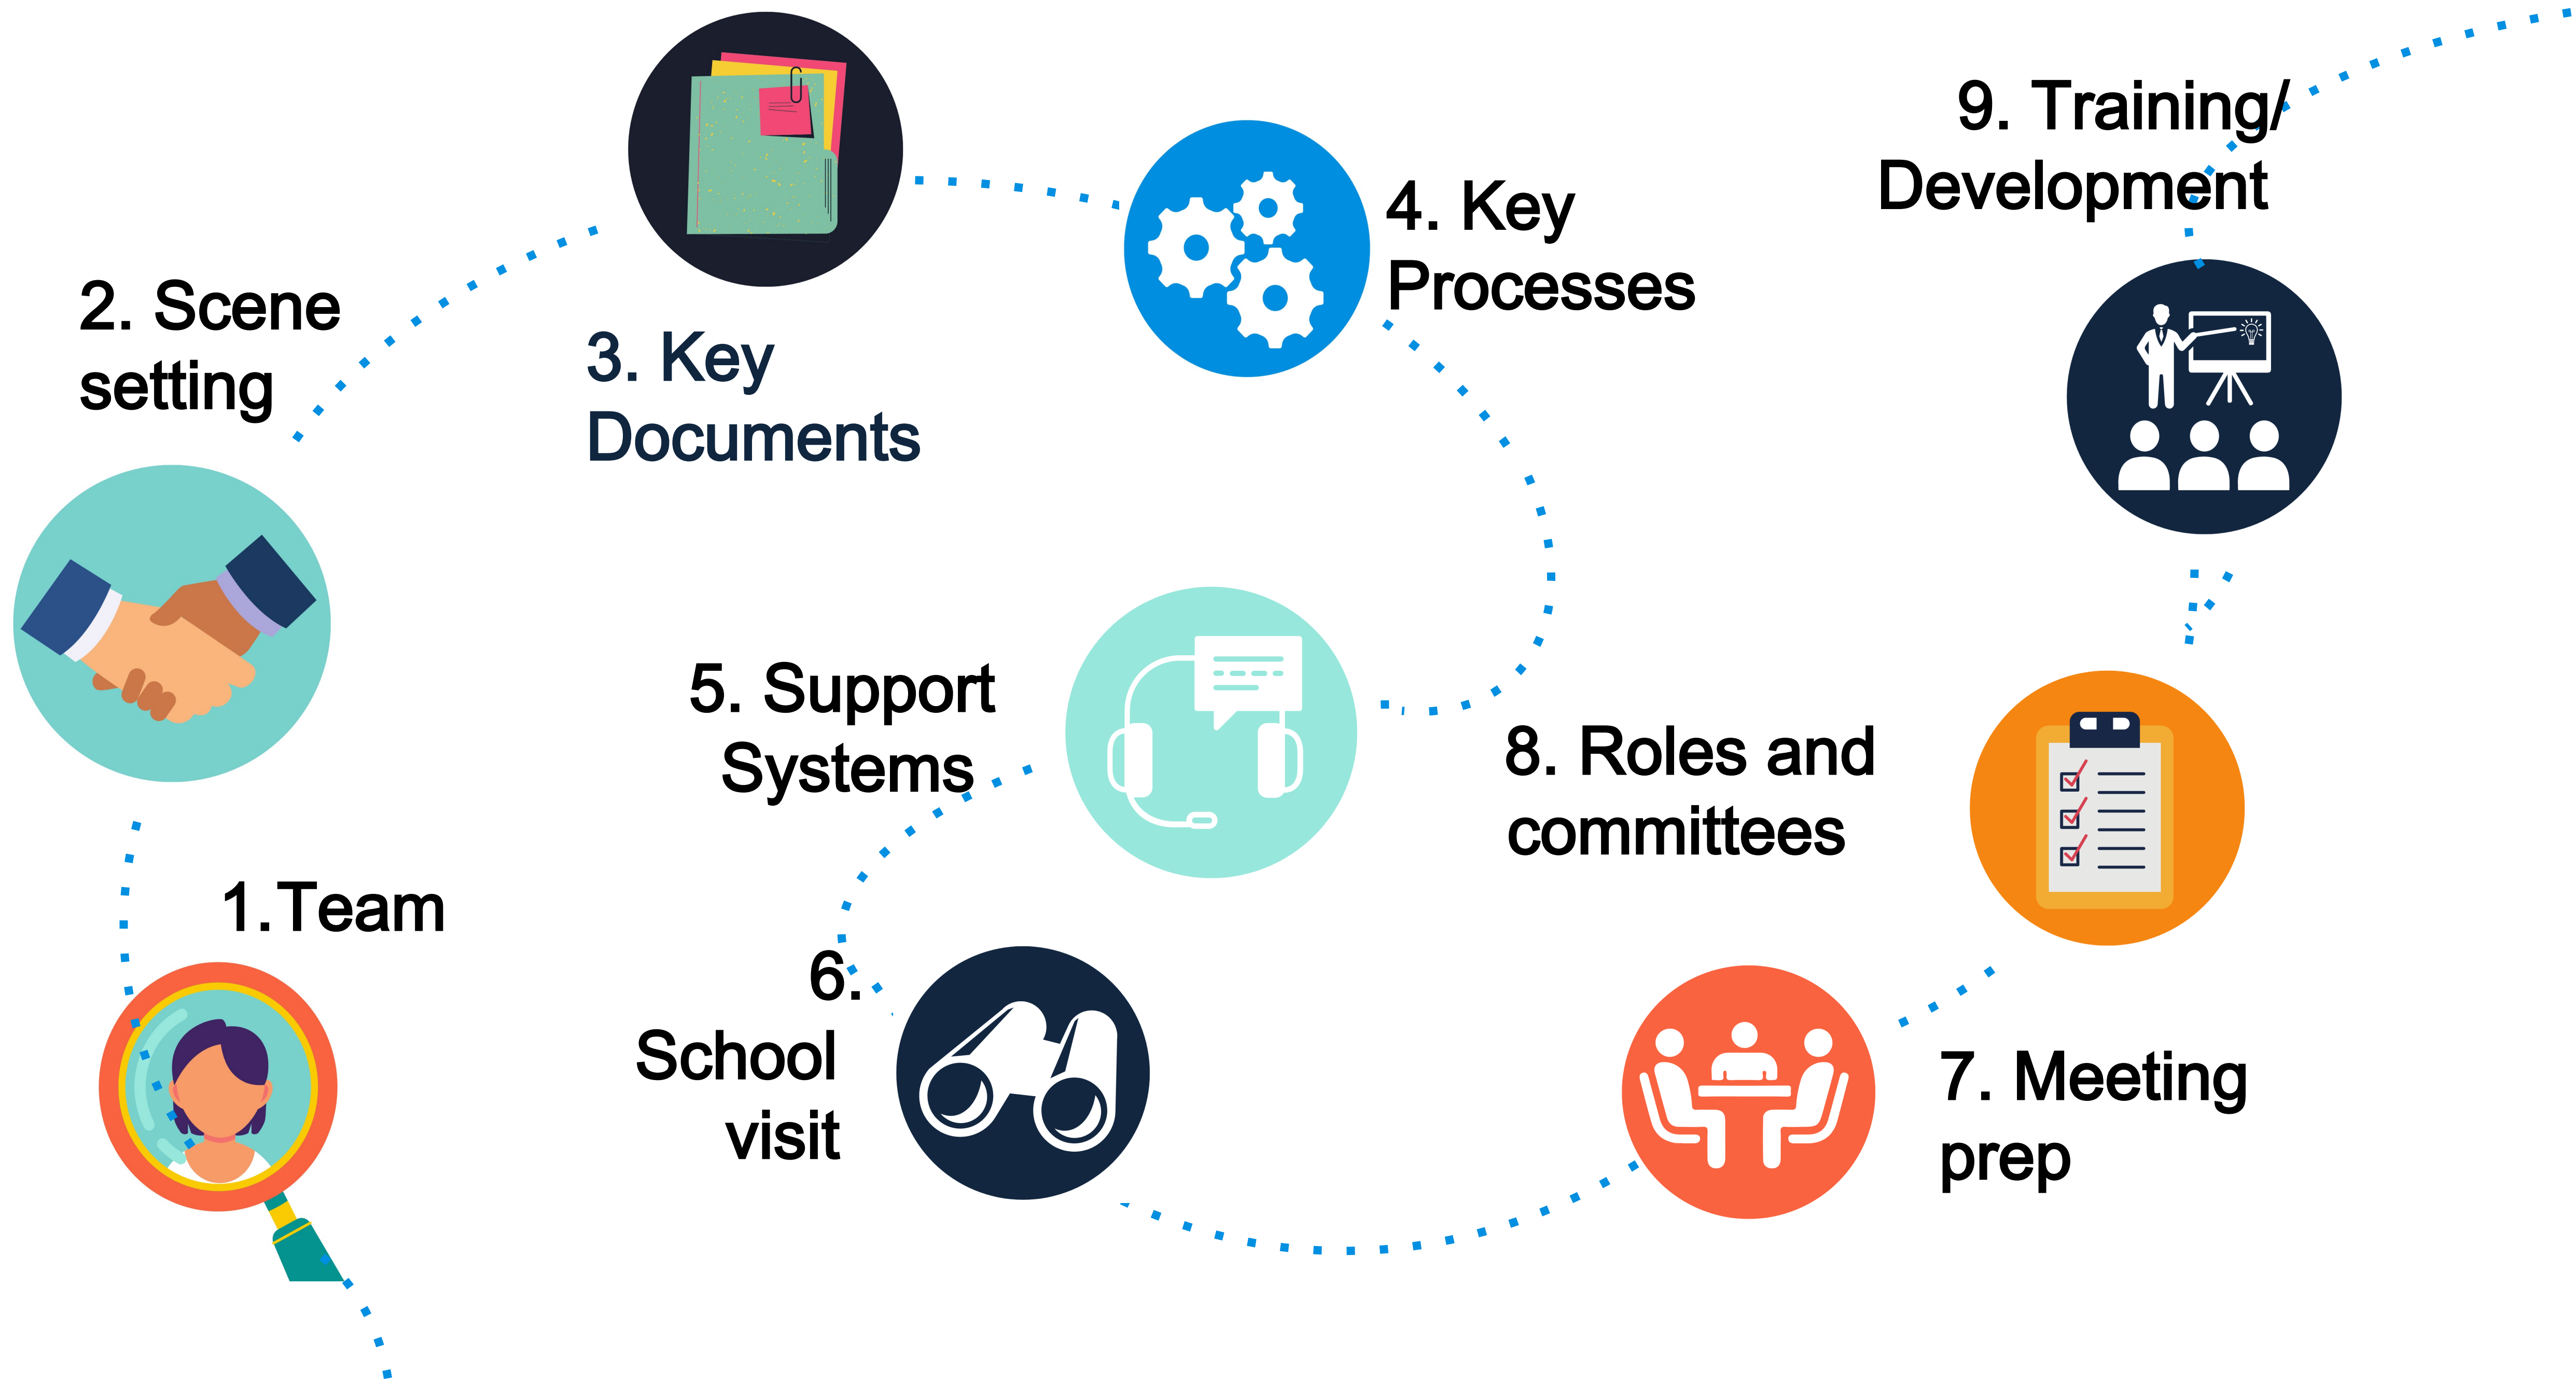 1.Team
2. Scene
setting
3. Key
Documents
4. Key
Processes
5. Support
Systems
6.
School
visit
7. Meeting
prep
8. Roles and
committees
9. Training/
Development